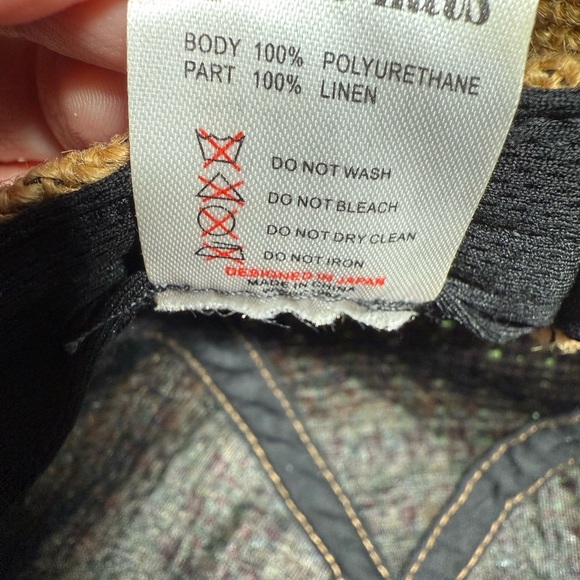 BODY 100% POLYURETHANE
PART 100% LINEN
DO NOT WASH
DO NOT BLEACH
DO NOT DRY CLEAN
DO NOT IRON
DESIGNED IN JAPAN
MADE IN CHINA